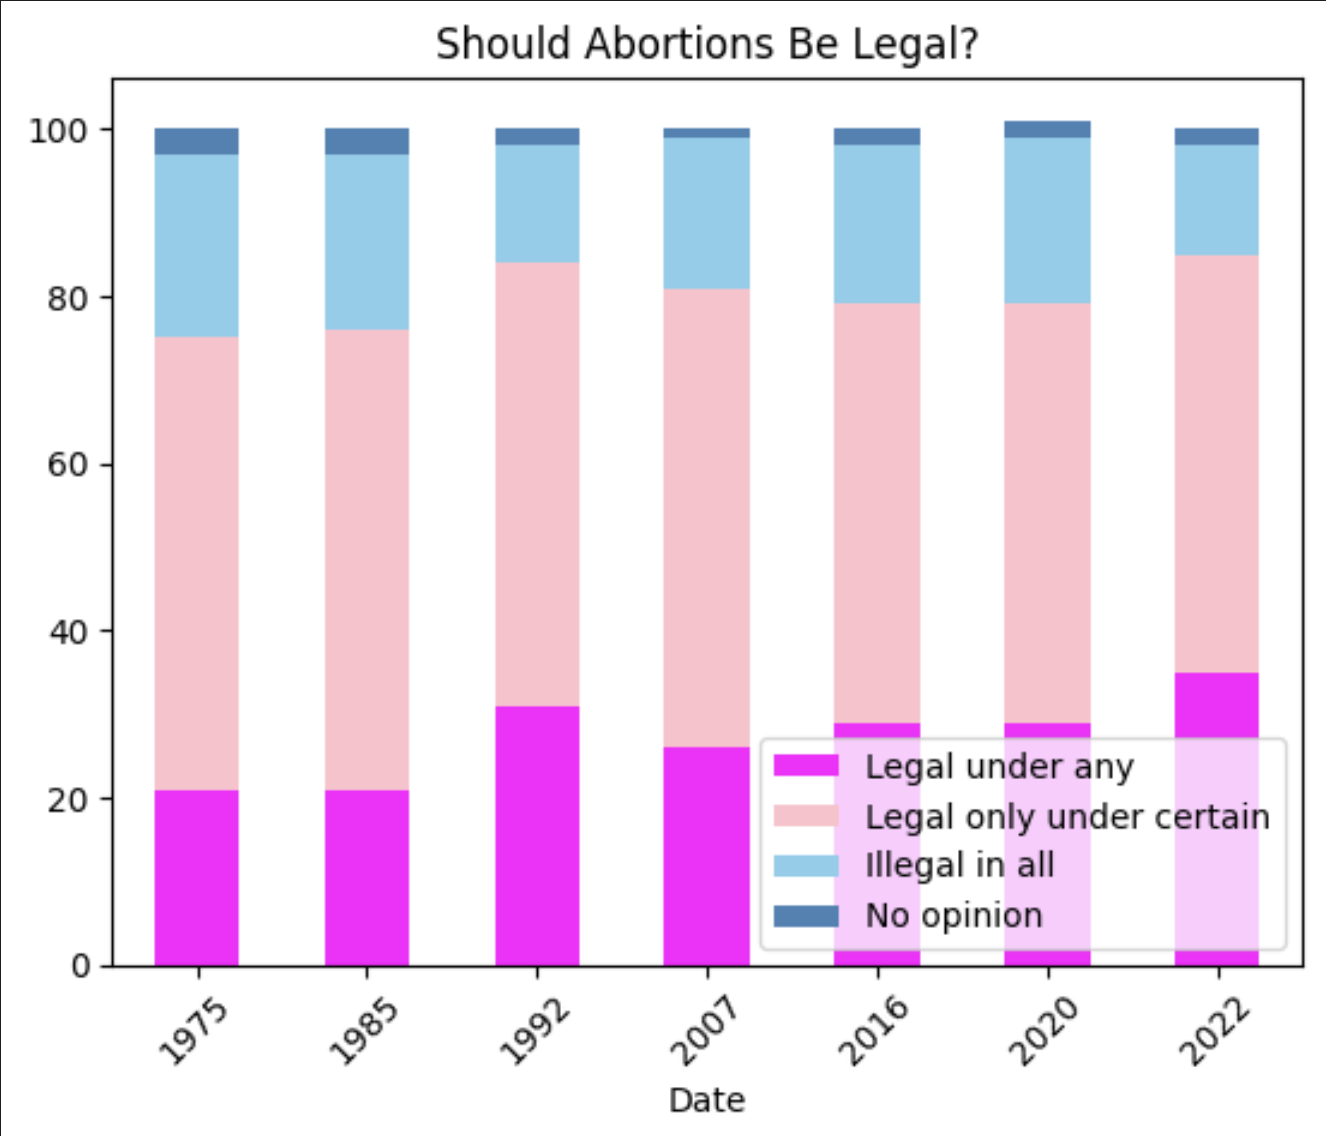 Should Abortions Be Legal?
100
80
60
40
20
0
Legal under any
Legal only under certain
Illegal in all
No opinion
1975
1985
1992
2007
2016
2020
2022
Date